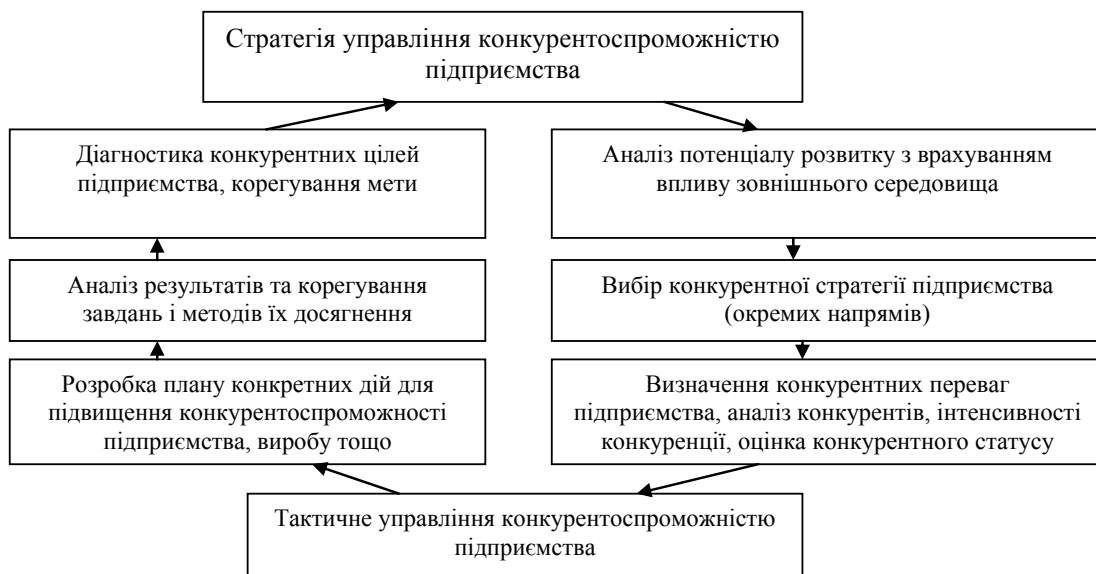 Стратегія управління конкурентоспроможністю
підприємства
Діагностика конкурентних цілей
підприємства, корегування мети
Аналіз потенціалу розвитку з врахуванням
впливу зовнішнього середовища
Аналіз результатів та корегування
завдань і методів їх досягнення
Вибір конкурентної стратегії підприємства
(окремих напрямів)
Розробка плану конкретних дій для
підвищення конкурентоспроможності
підприємства, виробу тощо
Визначення конкурентних переваг
підприємства, аналіз конкурентів, інтенсивності
конкуренції, оцінка конкурентного статусу
Тактичне управління конкурентоспроможністю
підприємства